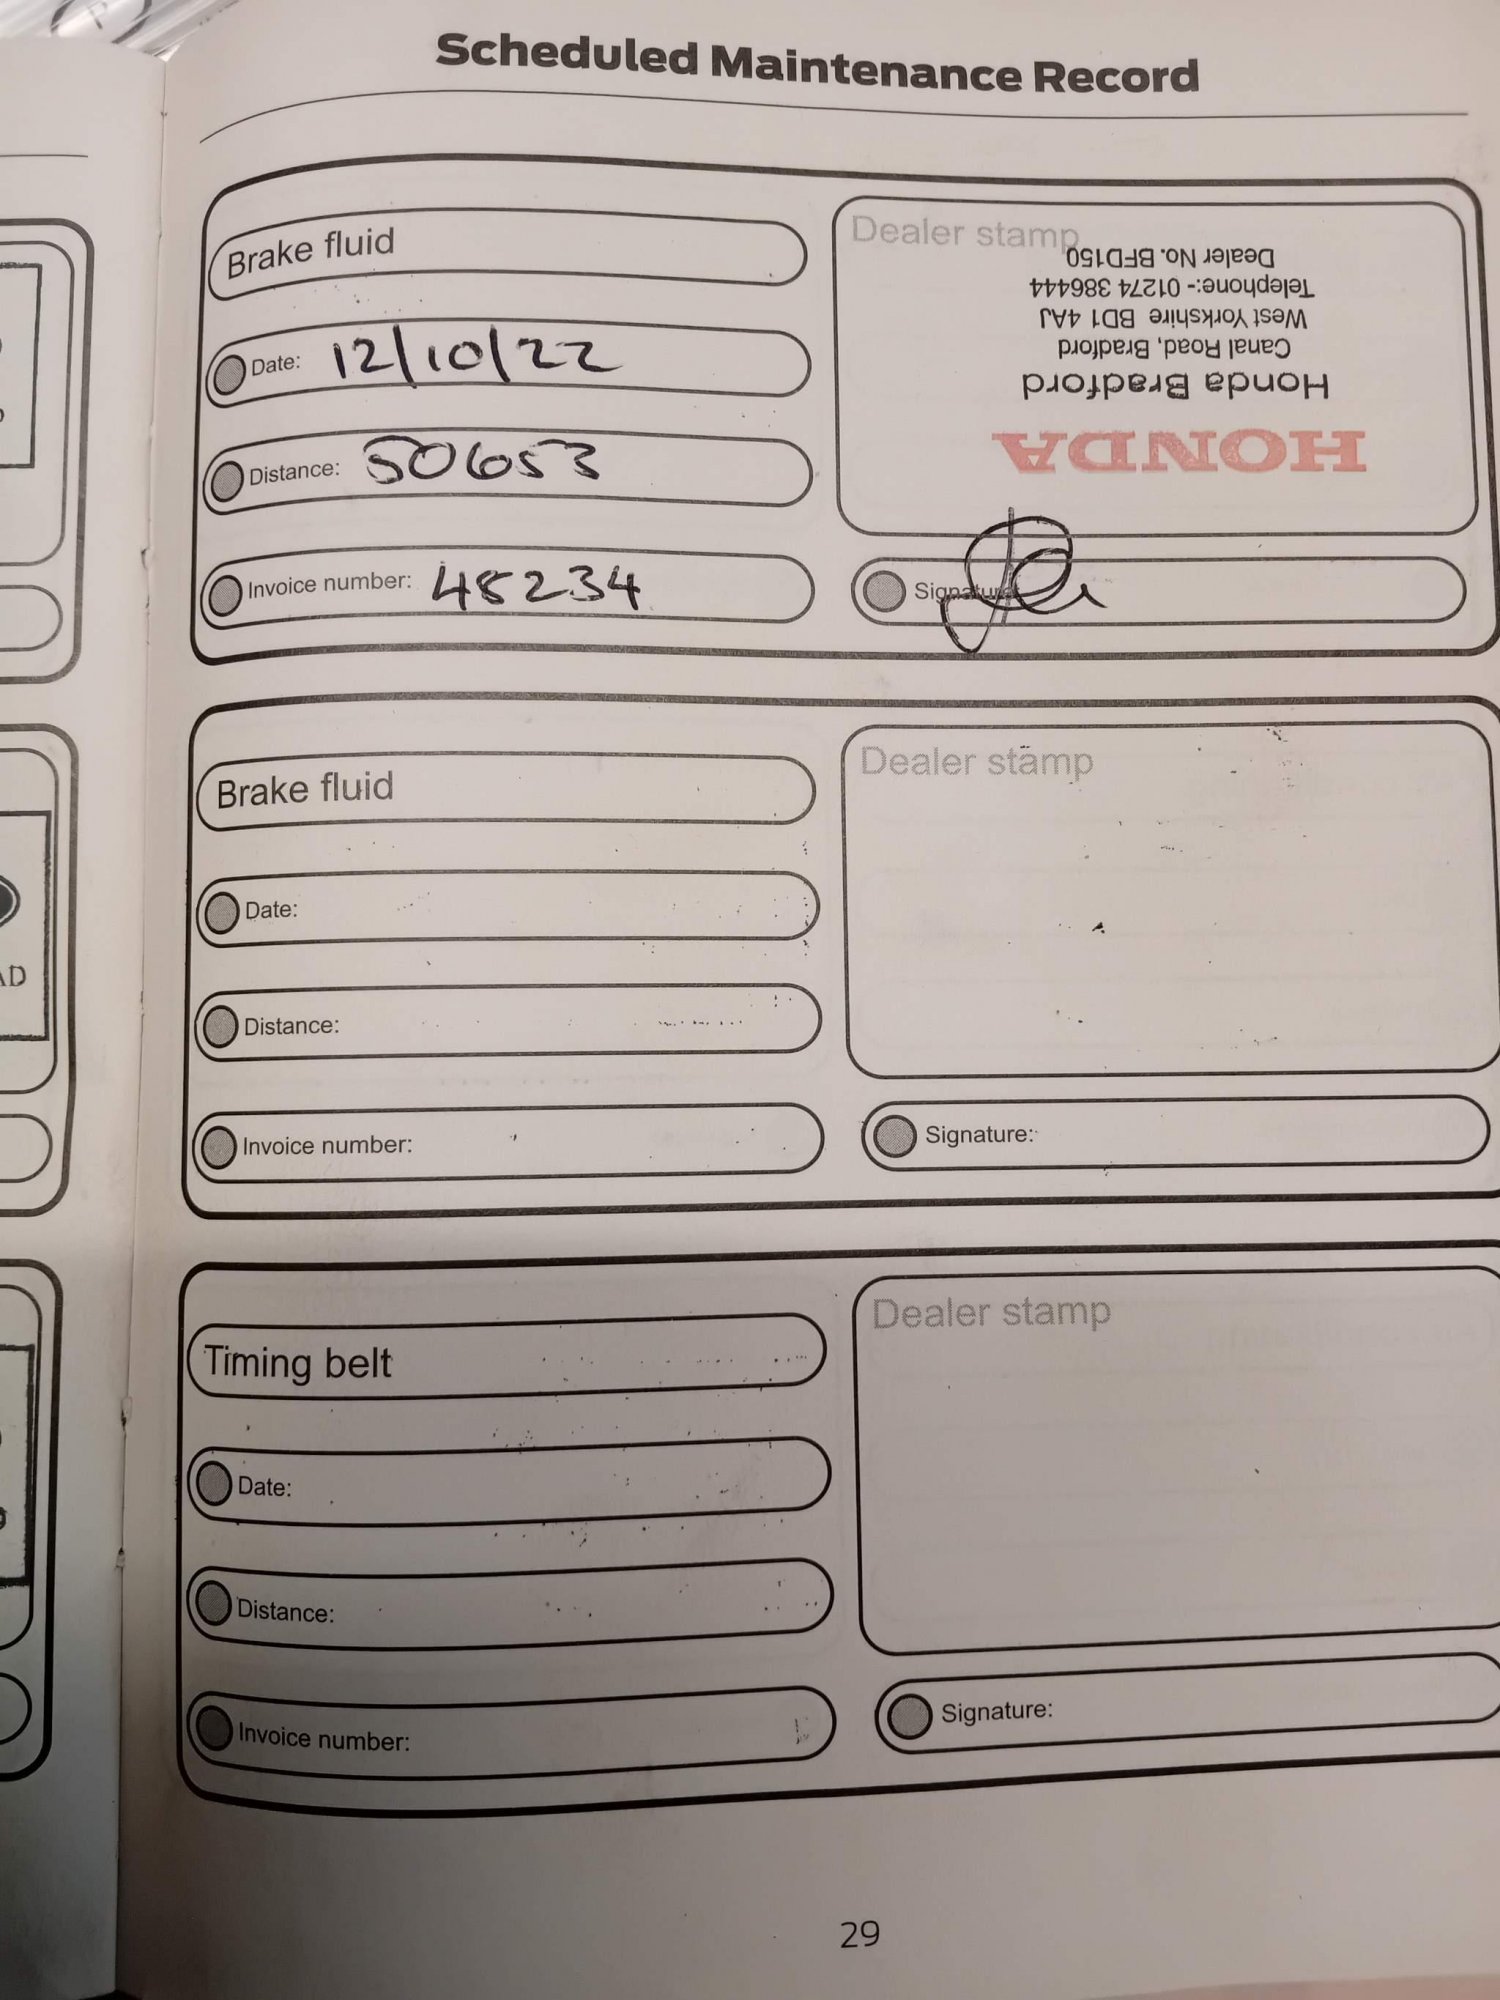 Scheduled Maintenance Record
Brake fluid
Date: 12/10/22
Distance: 50653
Invoice number: 48234
Dealer stamp
HONDA
Honda Bradford
Canal Road, Bradford
West Yorkshire BD1 4AJ
Telephone:- 01274 386444
Dealer No. BFD150
Signature:
Brake fluid
Date:
Distance:
Invoice number:
Dealer stamp
Signature:
Timing belt
Date:
Distance:
Invoice number:
Dealer stamp
Signature:
29
AD